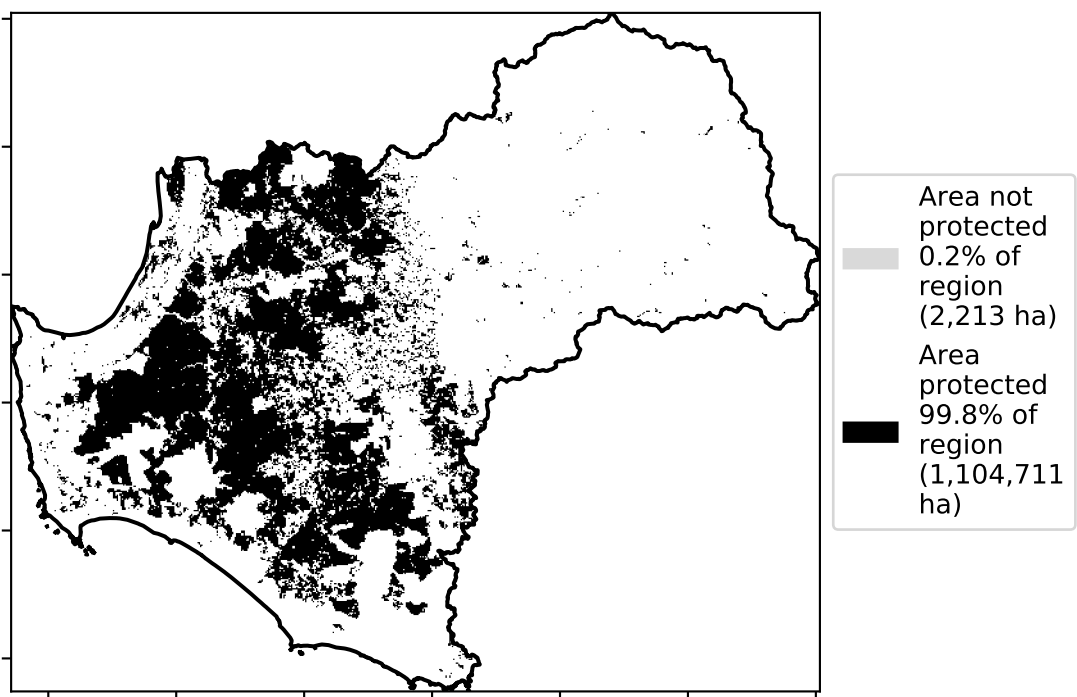 Area not
protected
0.2% of
region
(2,213 ha)
Area
protected
99.8% of
region
(1,104,711
ha)